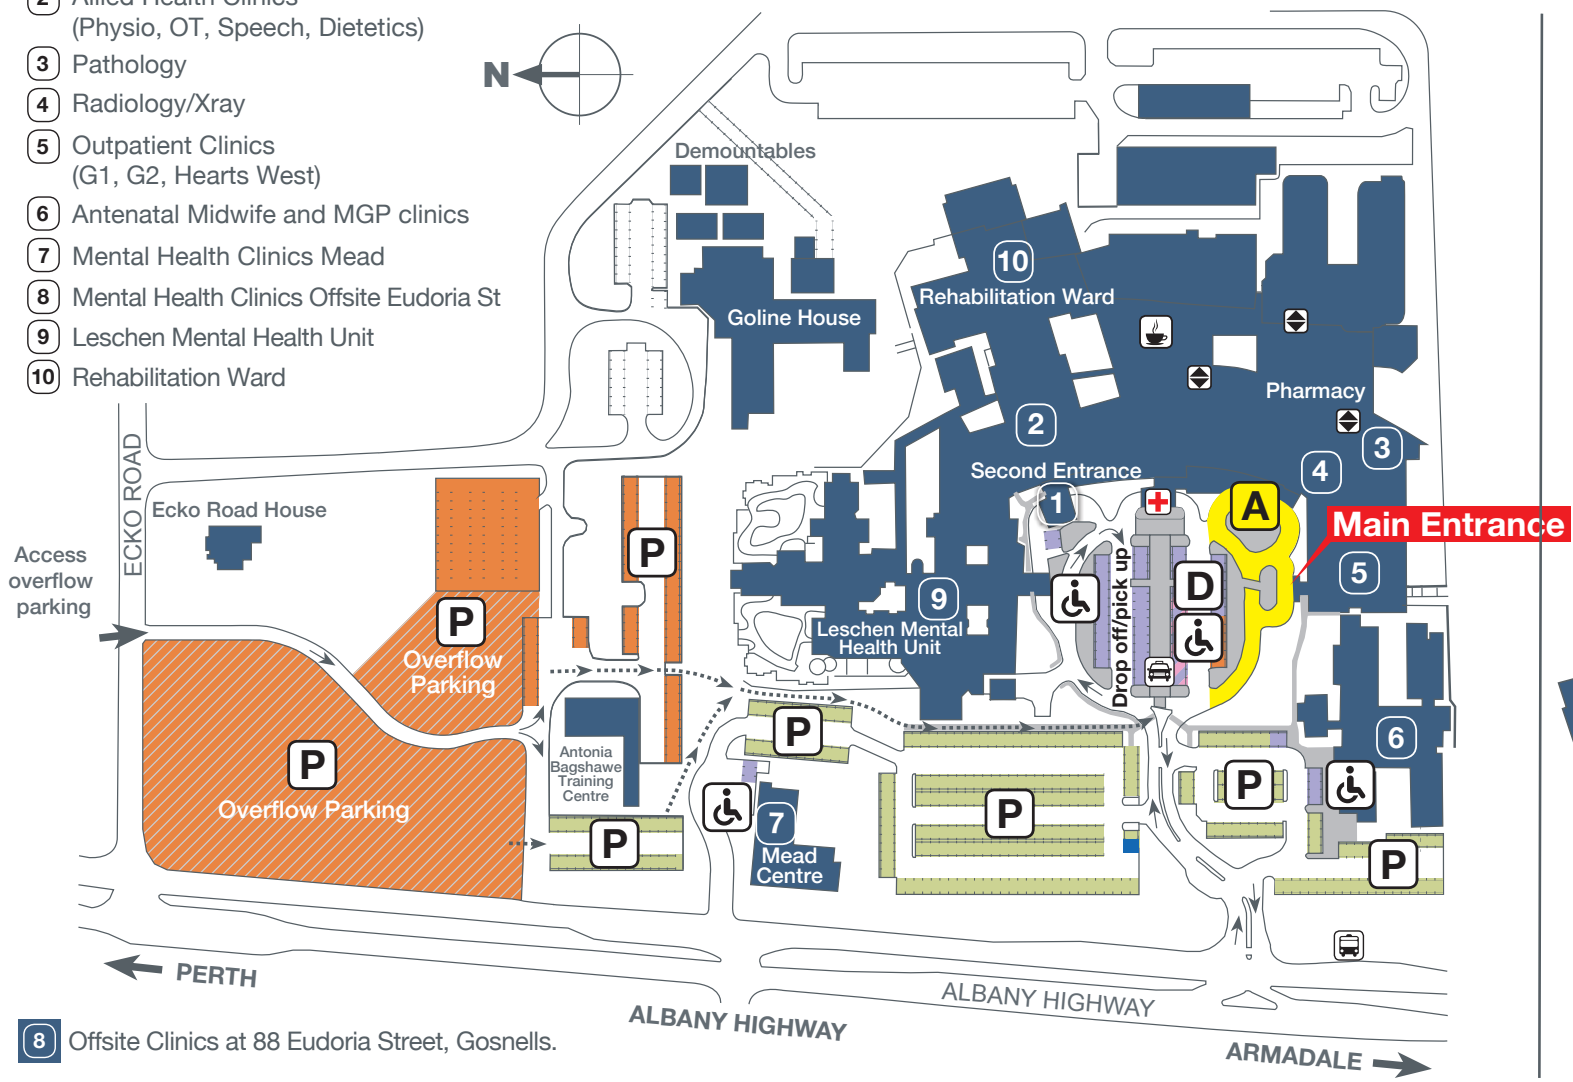 2 Allied Health Clinics
(Physio, OT, Speech, Dietetics)
3 Pathology
4 Radiology/Xray
5 Outpatient Clinics
(G1, G2, Hearts West)
6 Antenatal Midwife and MGP clinics
7 Mental Health Clinics Mead
8 Mental Health Clinics Offsite Eudoria St
9 Leschen Mental Health Unit
10 Rehabilitation Ward
N
Demountables
Goline House
10
Rehabilitation Ward
Pharmacy
2
3
4
Second Entrance
1
A
Main Entrance
5
D
Drop off/pick up
ECKO ROAD
Ecko Road House
Access
overflow
parking
P
P
Overflow
Parking
9
Leschen Mental
Health Unit
P
Overflow Parking
Antonia
Bagshawe
Training
Centre
P
P
7
Mead
Centre
P
P
6
P
PERTH
ALBANY HIGHWAY
ALBANY HIGHWAY
ARMADALE
8 Offsite Clinics at 88 Eudoria Street, Gosnells.